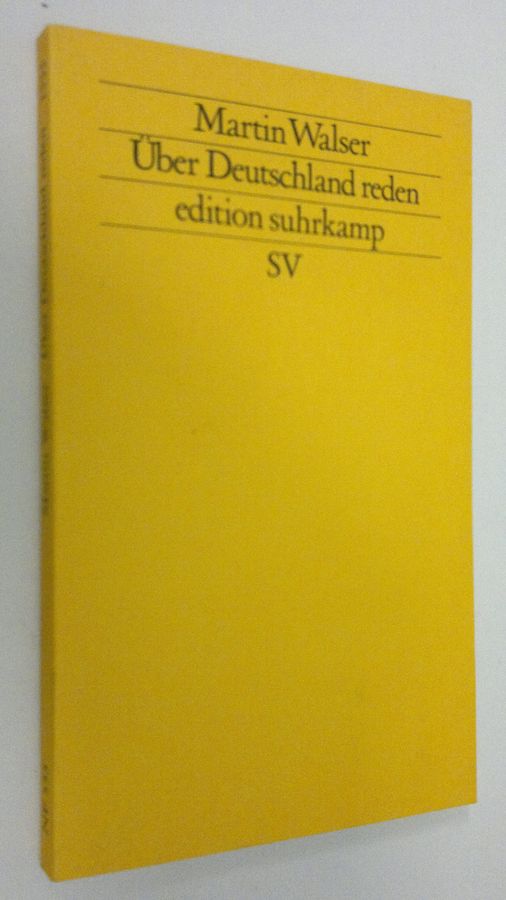 Martin Walser
Über Deutschland reden
edition suhrkamp
SV